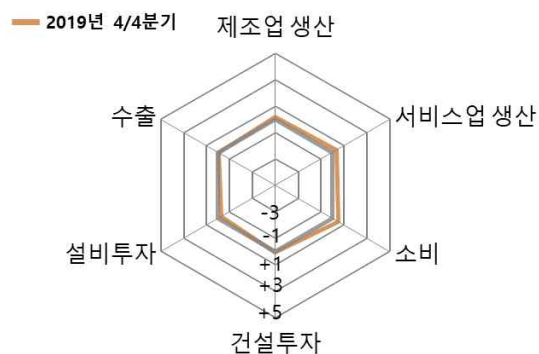 2019년 4/4분기
제조업 생산
수출
서비스업 생산
-3
-1
설비투자
소비
+1
+3
+5
건설투자